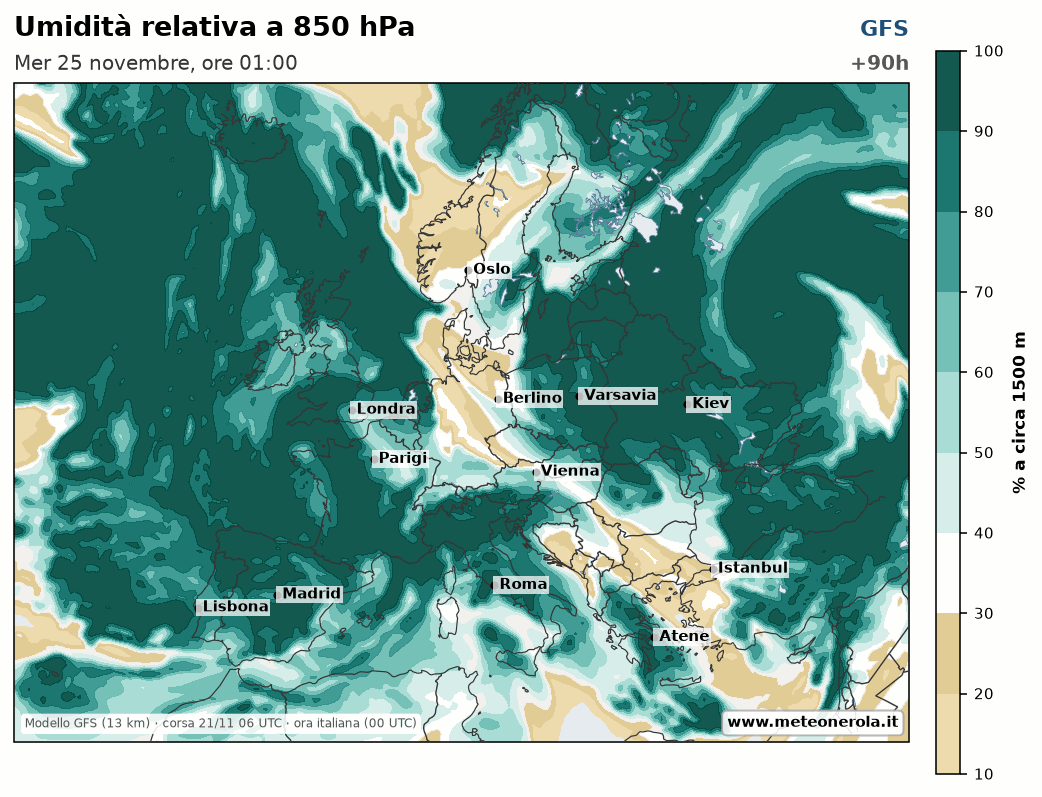 Umidità relativa a 850 hPa
GFS
Mer 25 novembre, ore 01:00
+90h
100
90
80
70
60
50
40
30
20
10
% a circa 1500 m
Oslo
Berlino
Varsavia
Kiev
Londra
Parigi
Vienna
Istanbul
Roma
Madrid
Lisbona
Atene
Modello GFS (13 km) · corsa 21/11 06 UTC · ora italiana (00 UTC)
www.meteonerola.it